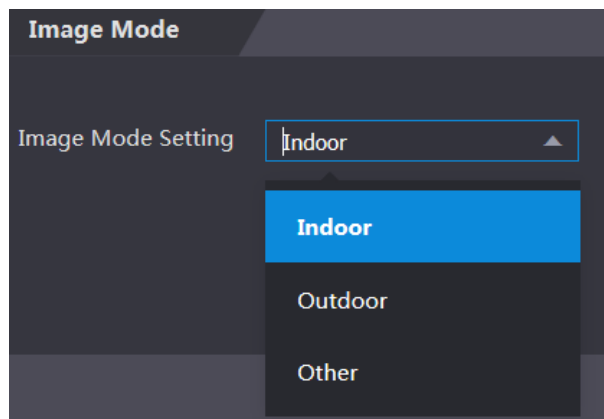 Image Mode
Image Mode Setting Indoor
Indoor
Outdoor
Other